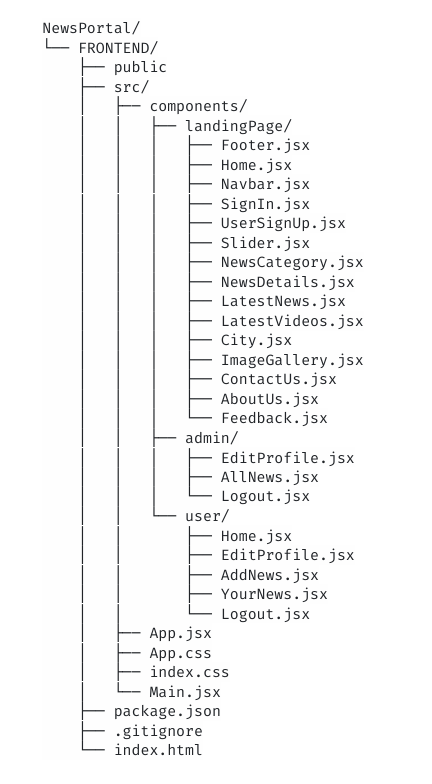 NewsPortal/
└── FRONTEND/
    ├── public
    ├── src/
    │   ├── components/
    │   │   ├── landingPage/
    │   │   │   ├── Footer.jsx
    │   │   │   ├── Home.jsx
    │   │   │   ├── Navbar.jsx
    │   │   │   ├── SignIn.jsx
    │   │   │   ├── UserSignUp.jsx
    │   │   │   ├── Slider.jsx
    │   │   │   ├── NewsCategory.jsx
    │   │   │   ├── NewsDetails.jsx
    │   │   │   ├── LatestNews.jsx
    │   │   │   ├── LatestVideos.jsx
    │   │   │   ├── City.jsx
    │   │   │   ├── ImageGallery.jsx
    │   │   │   ├── ContactUs.jsx
    │   │   │   ├── AboutUs.jsx
    │   │   │   └── Feedback.jsx
    │   │   ├── admin/
    │   │   │   ├── EditProfile.jsx
    │   │   │   ├── AllNews.jsx
    │   │   │   └── Logout.jsx
    │   │   └── user/
    │   │       ├── Home.jsx
    │   │       ├── EditProfile.jsx
    │   │       ├── AddNews.jsx
    │   │       ├── YourNews.jsx
    │   │       └── Logout.jsx
    │   ├── App.jsx
    │   ├── App.css
    │   ├── index.css
    │   └── Main.jsx
    ├── package.json
    ├── .gitignore
    └── index.html